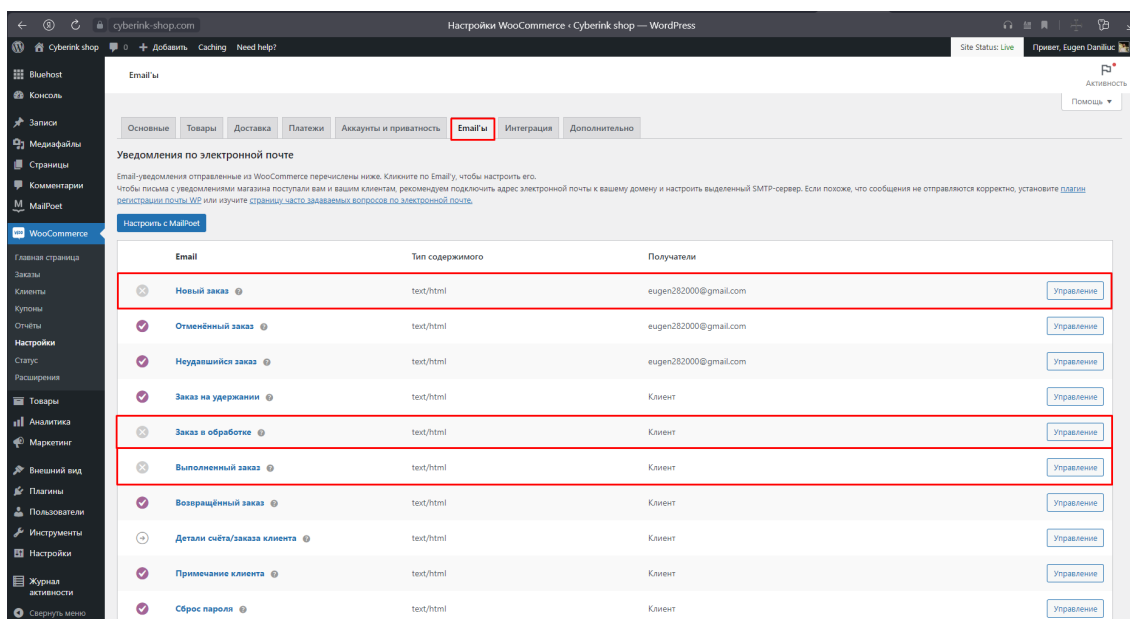 cyberink-shop.com
Настройки WooCommerce ‹ Cyberink shop — WordPress
Cyberink shop 0 + Добавить Caching Need help?
Site Status: Live Привет, Eugen Daniliuc
Bluehost
Консоль
Записи
Медиафайлы
Страницы
Комментарии
MailPoet
WooCommerce
Главная страница
Заказы
Клиенты
Купоны
Отчёты
Настройки
Статус
Расширения
Товары
Аналитика
Маркетинг
Внешний вид
Плагины
Пользователи
Инструменты
Настройки
Журнал
активности
Свернуть меню
Email'ы
Активность
Помощь ▼
Основные Товары Доставка Платежи Аккаунты и приватность Email'ы Интеграция Дополнительно
Уведомления по электронной почте
Email-уведомления отправленные из WooCommerce перечислены ниже. Кликните по Email'у, чтобы настроить его.
Чтобы письма с уведомлениями магазина поступали вам и вашим клиентам, рекомендуем подключить адрес электронной почты к вашему домену и настроить выделенный SMTP-сервер. Если похоже, что сообщения не отправляются корректно, установите плагин
регистрации почты WP или изучите страницу часто задаваемых вопросов по электронной почте.
Настроить с MailPoet
Email Тип содержимого Получатели
Новый заказ text/html eugen282000@gmail.com Управление
Отменённый заказ text/html eugen282000@gmail.com Управление
Неудавшийся заказ text/html eugen282000@gmail.com Управление
Заказ на удержании text/html Клиент Управление
Заказ в обработке text/html Клиент Управление
Выполненный заказ text/html Клиент Управление
Возвращённый заказ text/html Клиент Управление
Детали счёта/заказа клиента text/html Клиент Управление
Примечание клиента text/html Клиент Управление
Сброс пароля text/html Клиент Управление